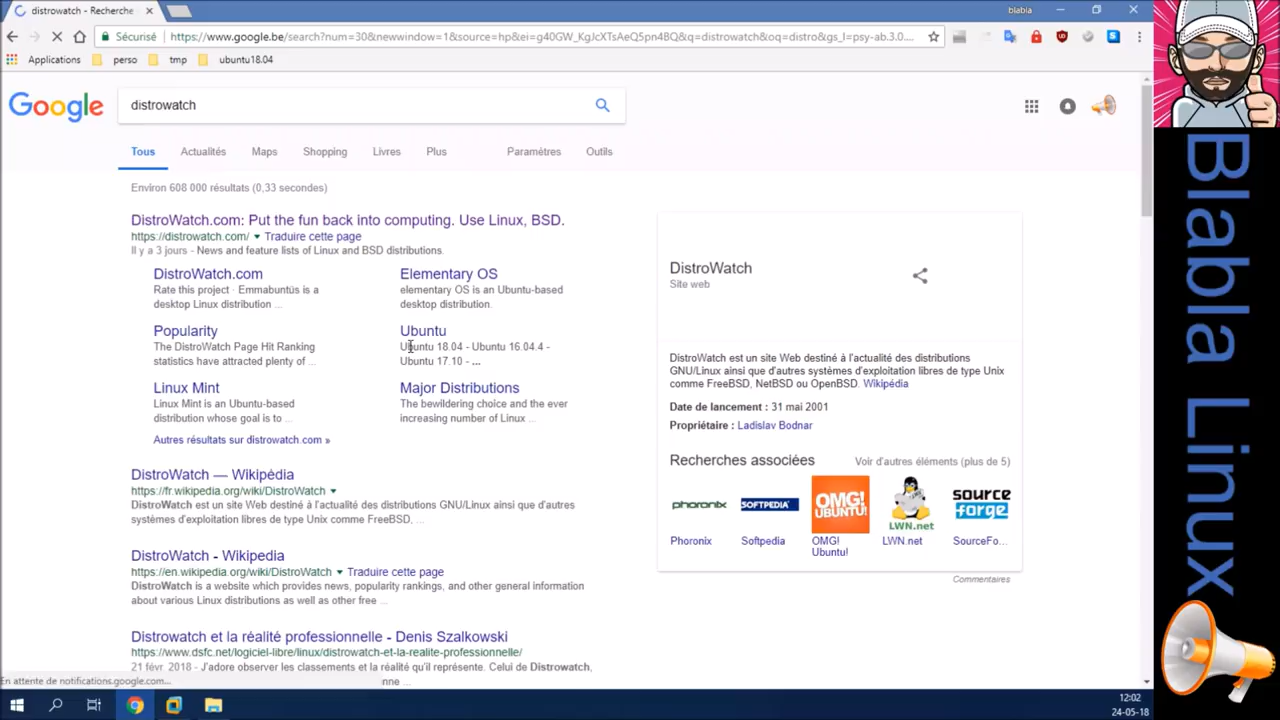 distrowatch - Recherche
blabla
Sécurisé
https://www.google.be/search?num=30&newwindow=1&source=hp&ei=g40GW_KgJcXTsAeQ5pn4BQ&q=distrowatch&oq=distro&gs_l=psy-ab.3.0....
Applications perso tmp ubuntu18.04
Google
distrowatch
Tous Actualités Maps Shopping Livres Plus Paramètres Outils
Environ 608 000 résultats (0,33 secondes)
DistroWatch.com: Put the fun back into computing. Use Linux, BSD.
https://distrowatch.com/ ▾ Traduire cette page
Il y a 3 jours - News and feature lists of Linux and BSD distributions.
DistroWatch.com
Rate this project · Emmabuntüs is a
desktop Linux distribution ...
Elementary OS
elementary OS is an Ubuntu-based
desktop distribution.
Popularity
The DistroWatch Page Hit Ranking
statistics have attracted plenty of ...
Ubuntu
Ubuntu 18.04 - Ubuntu 16.04.4 -
Ubuntu 17.10 - ...
Linux Mint
Linux Mint is an Ubuntu-based
distribution whose goal is to ...
Major Distributions
The bewildering choice and the ever
increasing number of Linux ...
Autres résultats sur distrowatch.com »
DistroWatch — Wikipédia
https://fr.wikipedia.org/wiki/DistroWatch ▾
DistroWatch est un site Web destiné à l'actualité des distributions GNU/Linux ainsi que d'autres
systèmes d'exploitation libres de type Unix comme FreeBSD, ...
DistroWatch - Wikipedia
https://en.wikipedia.org/wiki/DistroWatch ▾ Traduire cette page
DistroWatch is a website which provides news, popularity rankings, and other general information
about various Linux distributions as well as other free ...
Distrowatch et la réalité professionnelle - Denis Szalkowski
https://www.dsfc.net/logiciel-libre/linux/distrowatch-et-la-realite-professionnelle/
21 févr. 2018 - J'adore observer les classements et la réalité qu'il représente. Celui de Distrowatch,
nne ...
En attente de notifications.google.com...
DistroWatch
Site web
DistroWatch est un site Web destiné à l'actualité des distributions
GNU/Linux ainsi que d'autres systèmes d'exploitation libres de type Unix
comme FreeBSD, NetBSD ou OpenBSD. Wikipédia
Date de lancement : 31 mai 2001
Propriétaire : Ladislav Bodnar
Recherches associées
Voir d'autres éléments (plus de 5)
phoronix
SOFTPEDIA
OMG!
UBUNTU!
LWN.net
source
forge
Phoronix
Softpedia
OMG!
Ubuntu!
LWN.net
SourceFo...
Commentaires
12:02
24-05-18
Blabla Linux